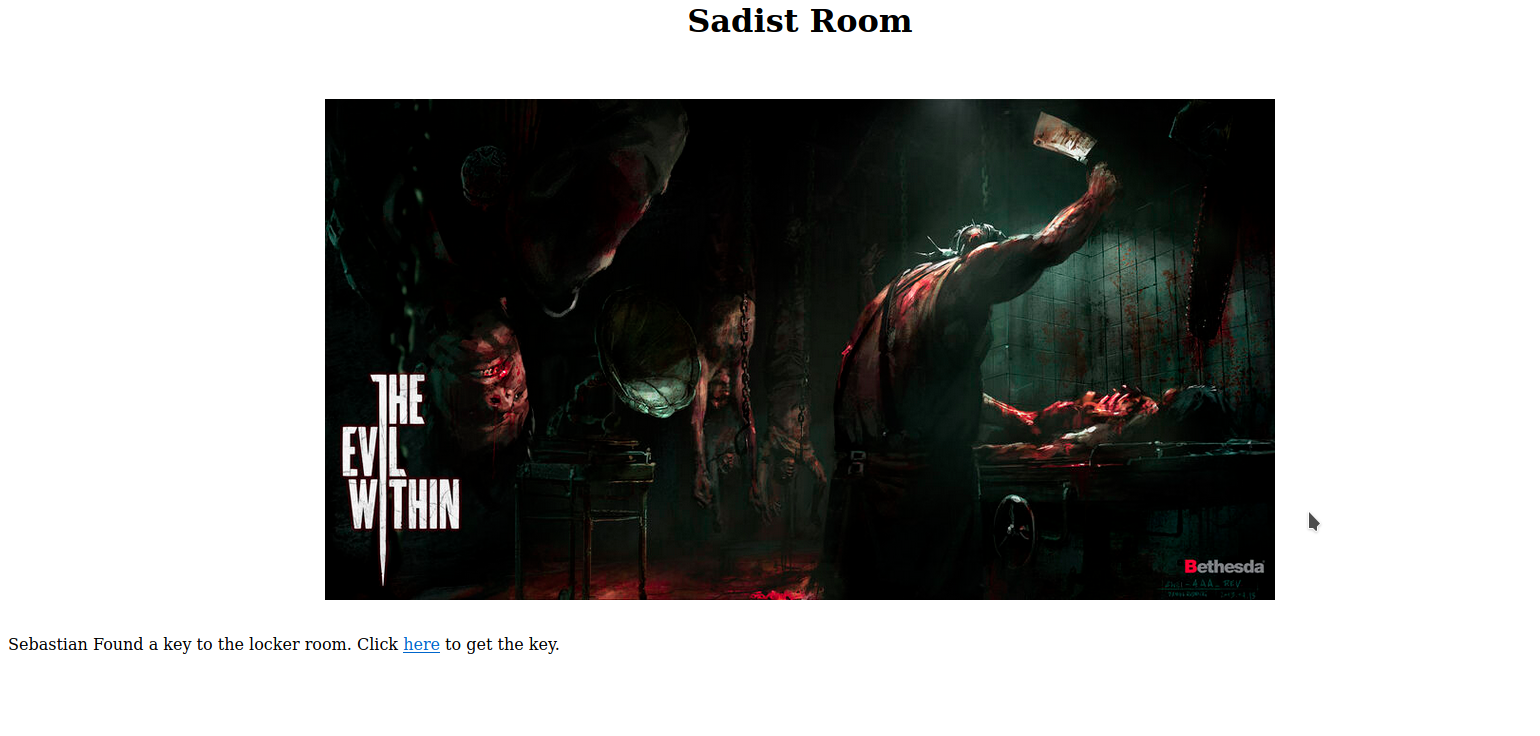 Sadist Room
THE
EVIL
WITHIN
Bethesda
Sebastian Found a key to the locker room. Click here to get the key.